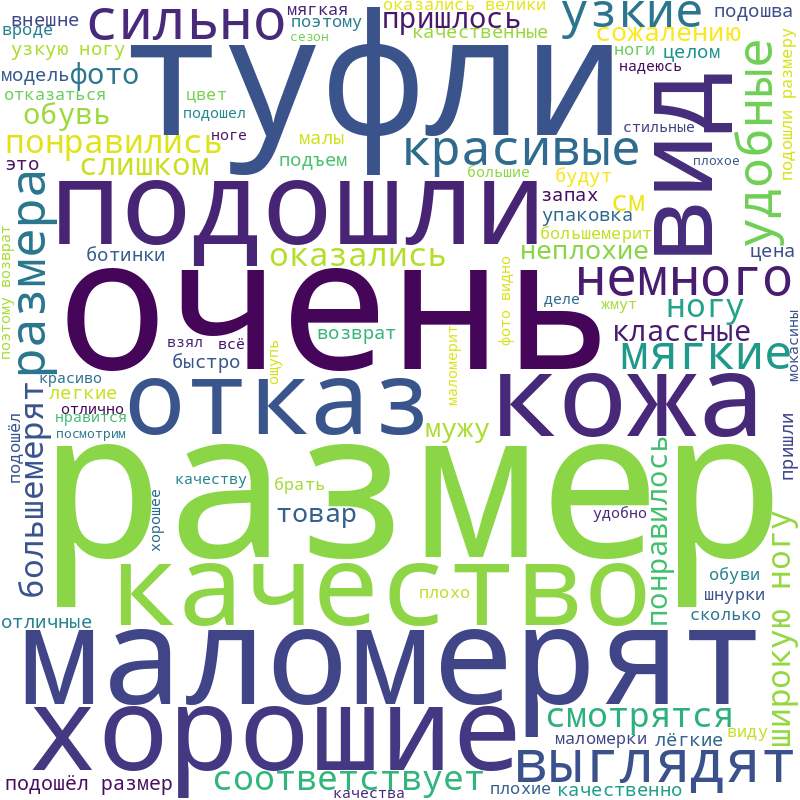 внешне
вроде
сильно
мягкая
поэтому
сезон
оказались велики
пришлось
качественные
узкие
подошва
сожалению
ноги
целом
надеюсь
узкую ногу
модель
фото
отказаться
цвет
подошел
обувь
ноге
туфли
вид
удобные
подошли размеру
понравились
малы
слишком
подъем
это
красивые
стильные
плохое
большие
будут
запах
см
упаковка
большемерит
подошли
размера
поэтому возврат
ботинки
оказались
неплохие
цена
очень
немного
фото видно
деле
жмут
ногу
классные
мокасины
возврат
взял
всё
быстро
ощупь
маломерит
мягкие
красиво
легкие
отлично
нравится
посмотрим
подошёл
большемерят
отказ
кожа
мужу
пришли
размер
понравилось
качеству
брать
хорошее
товар
удобно
широкую ногу
качество
плохо
обуви
шнурки
сколько
отличные
маломерят
хорошие
смотрятся
виду
маломерки
лёгкие
выглядят
подошёл размер
соответствует
качества
плохие
качественно